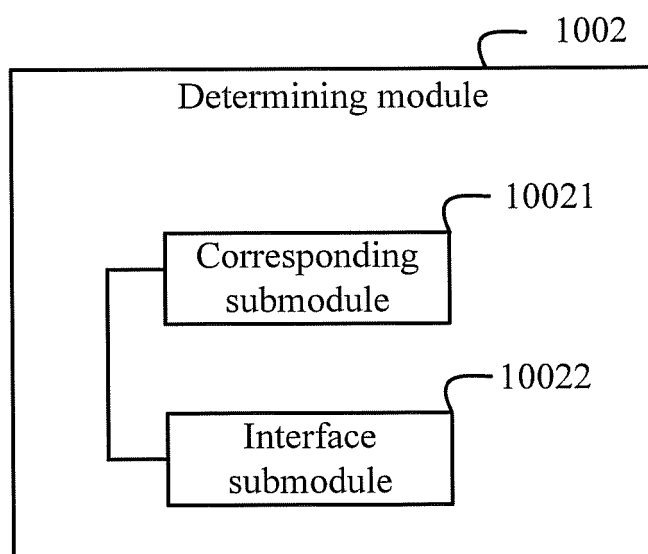 1002
Determining module
10021
Corresponding
submodule
10022
Interface
submodule